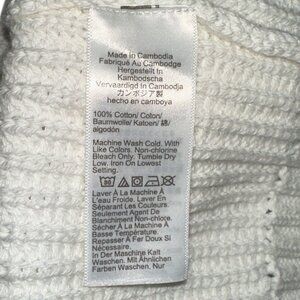 Made in Cambodia
Fabriqué Au Cambodge
Hergestellt In
Kambodscha
Vervaardigd In Cambodja
カンボジア製
hecho en camboya
100% Cotton/ Coton/
Baumwolle/ Katoen/ 綿/
algodón
Machine Wash Cold. With
Like Colors. Non-chlorine
Bleach Only. Tumble Dry
Low. Iron If Needed.
Laver À La Machine À
L'eau Froide. Laver En
Séparant Les Couleurs.
Seulement Agent De
Blanchiment Non-chlore.
Sécher À La Machine À
Basse Température.
Repasser À Fer Doux Si
Nécessaire.
In Der Maschine Kalt
Waschen. Mit Ähnlichen
Farben Waschen. Nur